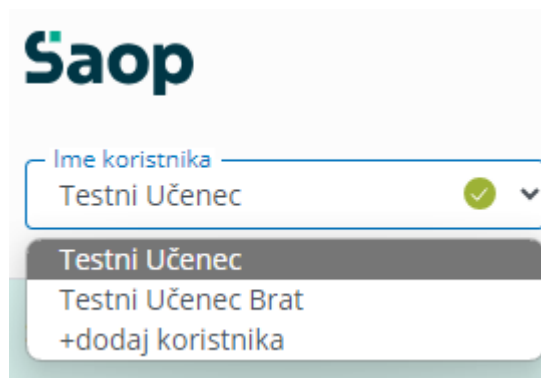 Saop
Ime koristnika
Testni Učenec
Testni Učenec
Testni Učenec Brat
+dodaj koristnika